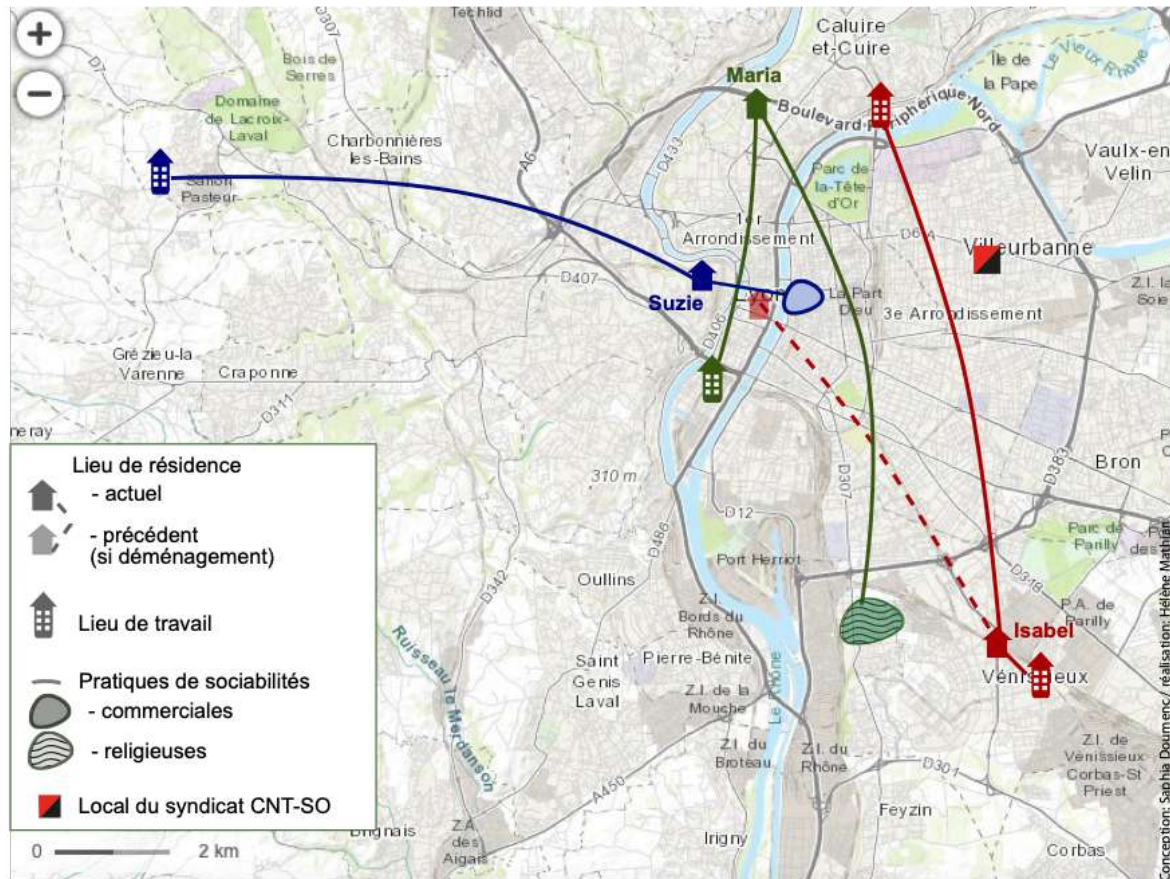 +
−
Techlid
D307
Caluire
et-Cuire
Le Vieux Rhône
D7
Bois de
Serres
Île de
la Pape
Maria
Domaine
de Lacroix-
Laval
Boulevard Périphérique Nord
Charbonnières
les-Bains
A6
D433
Vaulx-en
Velin
Parc de
la-Tête
d'Or
Pasteur
1er
Arrondissement
Villeurbanne
D407
Suzie
Lyon
La Part
Dieu
3e Arrondissement
Z.I. la
Soie
D406
Grézieu-la
Varenne
Craponne
D311
neray
310 m
D307
D383
Bron
D12
D486
Parc de
Parilly
Port Herriot
Oullins
D342
D318
P.A. de
Parilly
Z.I.
Bords du
Rhône
Isabel
Pierre-Bénite
Vénissieux
Saint
Genis
Laval
Z.I. de la
Mouche
Le Rhône
Ruisseau le Merdanson
Z.I. du
Broteau
Z.I. du
Rhône
D301
Z.I. de
Vénissieux
Corbas-St
Priest
A450
Feyzin
Z.A.
des
Aigais
Brignais
Irigny
Corbas
Lieu de résidence
- actuel
- précédent
(si déménagement)
Lieu de travail
Pratiques de sociabilités
- commerciales
- religieuses
Local du syndicat CNT-SO
0 2 km
Conception: Saphia Doumenc / réalisation: Hélène Mathian